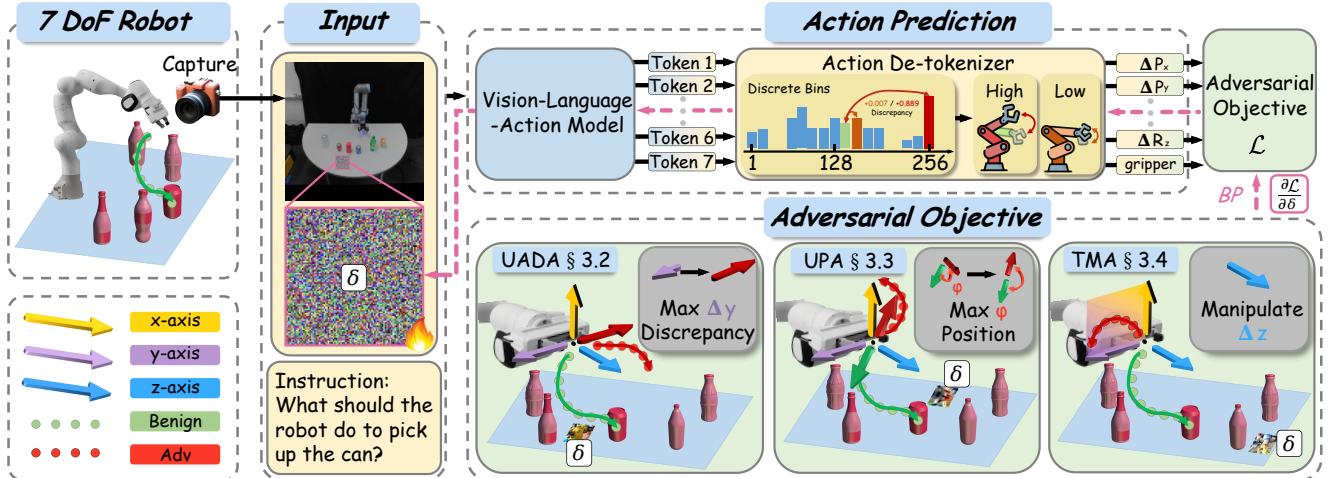 7 DoF Robot
Capture
x-axis
y-axis
z-axis
Benign
Adv
Input
δ
Instruction:
What should the
robot do to pick
up the can?
Action Prediction
Vision-Language
-Action Model
Token 1
Token 2
Token 6
Token 7
Action De-tokenizer
Discrete Bins
+0.007 / +0.889
Discrepancy
1
128
256
High
Low
Δ Pₓ
Δ Pᵧ
Δ R_z
gripper
Adversarial
Objective
ℒ
BP
∂ℒ
∂δ
Adversarial Objective
UADA § 3.2
Max Δy
Discrepancy
δ
UPA § 3.3
φ
Max φ
Position
δ
TMA § 3.4
Manipulate
Δz
δ